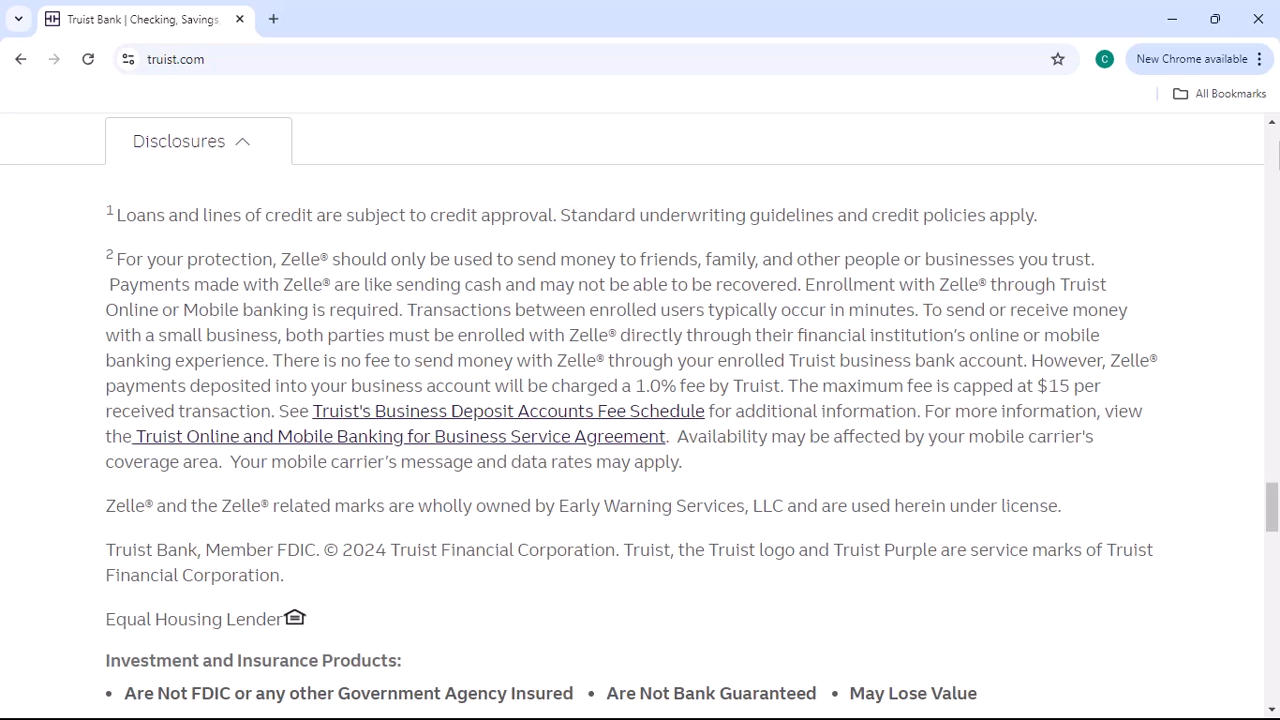 Truist Bank | Checking, Savings
truist.com
C
New Chrome available
All Bookmarks
Disclosures
1 Loans and lines of credit are subject to credit approval. Standard underwriting guidelines and credit policies apply.
2 For your protection, Zelle® should only be used to send money to friends, family, and other people or businesses you trust.
Payments made with Zelle® are like sending cash and may not be able to be recovered. Enrollment with Zelle® through Truist
Online or Mobile banking is required. Transactions between enrolled users typically occur in minutes. To send or receive money
with a small business, both parties must be enrolled with Zelle® directly through their financial institution’s online or mobile
banking experience. There is no fee to send money with Zelle® through your enrolled Truist business bank account. However, Zelle®
payments deposited into your business account will be charged a 1.0% fee by Truist. The maximum fee is capped at $15 per
received transaction. See Truist's Business Deposit Accounts Fee Schedule for additional information. For more information, view
the Truist Online and Mobile Banking for Business Service Agreement. Availability may be affected by your mobile carrier's
coverage area. Your mobile carrier’s message and data rates may apply.
Zelle® and the Zelle® related marks are wholly owned by Early Warning Services, LLC and are used herein under license.
Truist Bank, Member FDIC. © 2024 Truist Financial Corporation. Truist, the Truist logo and Truist Purple are service marks of Truist
Financial Corporation.
Equal Housing Lender
Investment and Insurance Products:
• Are Not FDIC or any other Government Agency Insured • Are Not Bank Guaranteed • May Lose Value